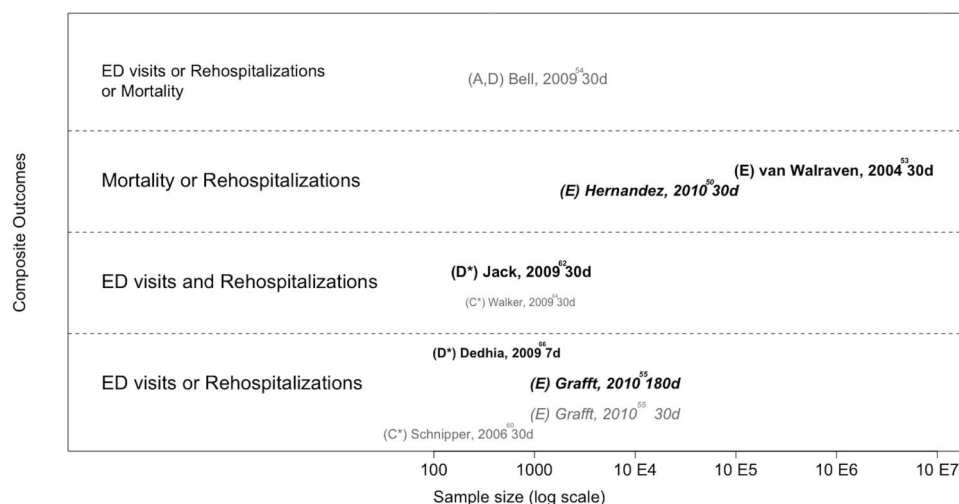 Composite Outcomes
ED visits or Rehospitalizations
or Mortality
(A,D) Bell, 2009 54 30d
Mortality or Rehospitalizations
(E) van Walraven, 2004 53 30d
(E) Hernandez, 2010 50 30d
ED visits and Rehospitalizations
(D*) Jack, 2009 62 30d
(C*) Walker, 2009 30d
ED visits or Rehospitalizations
(D*) Dedhia, 2009 66 7d
(E) Grafft, 2010 55 180d
(E) Grafft, 2010 55 30d
(C*) Schnipper, 2006 60 30d
100 1000 10 E4 10 E5 10 E6 10 E7
Sample size (log scale)